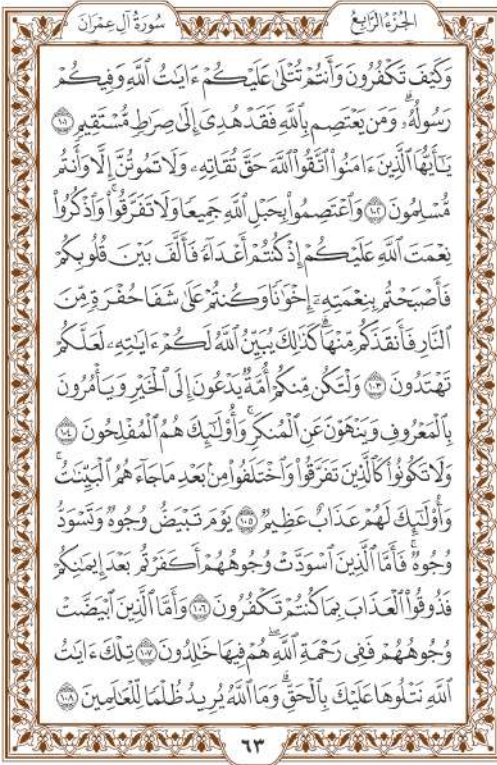 الجُزْءُ الرَّابِعُ
سُورَةُ آلِ عِمْرَانَ
وَكَيْفَ تَكْفُرُونَ وَأَنتُمْ تُتْلَىٰ عَلَيْكُمْ ءَايَٰتُ ٱللَّهِ وَفِيكُمْ
رَسُولُهُۥۗ وَمَن يَعْتَصِم بِٱللَّهِ فَقَدْ هُدِىَ إِلَىٰ صِرَٰطٍ مُّسْتَقِيمٍ ١٠١
يَٰٓأَيُّهَا ٱلَّذِينَ ءَامَنُوا۟ ٱتَّقُوا۟ ٱللَّهَ حَقَّ تُقَاتِهِۦ وَلَا تَمُوتُنَّ إِلَّا وَأَنتُم
مُّسْلِمُونَ ١٠٢ وَٱعْتَصِمُوا۟ بِحَبْلِ ٱللَّهِ جَمِيعًا وَلَا تَفَرَّقُوا۟ۚ وَٱذْكُرُوا۟
نِعْمَتَ ٱللَّهِ عَلَيْكُمْ إِذْ كُنتُمْ أَعْدَآءً فَأَلَّفَ بَيْنَ قُلُوبِكُمْ
فَأَصْبَحْتُم بِنِعْمَتِهِۦٓ إِخْوَٰنًا وَكُنتُمْ عَلَىٰ شَفَا حُفْرَةٍ مِّنَ
ٱلنَّارِ فَأَنقَذَكُم مِّنْهَاۗ كَذَٰلِكَ يُبَيِّنُ ٱللَّهُ لَكُمْ ءَايَٰتِهِۦ لَعَلَّكُمْ
تَهْتَدُونَ ١٠٣ وَلْتَكُن مِّنكُمْ أُمَّةٌ يَدْعُونَ إِلَى ٱلْخَيْرِ وَيَأْمُرُونَ
بِٱلْمَعْرُوفِ وَيَنْهَوْنَ عَنِ ٱلْمُنكَرِۚ وَأُو۟لَٰٓئِكَ هُمُ ٱلْمُفْلِحُونَ ١٠٤
وَلَا تَكُونُوا۟ كَٱلَّذِينَ تَفَرَّقُوا۟ وَٱخْتَلَفُوا۟ مِنۢ بَعْدِ مَا جَآءَهُمُ ٱلْبَيِّنَٰتُۚ
وَأُو۟لَٰٓئِكَ لَهُمْ عَذَابٌ عَظِيمٌ ١٠٥ يَوْمَ تَبْيَضُّ وُجُوهٌ وَتَسْوَدُّ
وُجُوهٌۚ فَأَمَّا ٱلَّذِينَ ٱسْوَدَّتْ وُجُوهُهُمْ أَكَفَرْتُم بَعْدَ إِيمَٰنِكُمْ
فَذُوقُوا۟ ٱلْعَذَابَ بِمَا كُنتُمْ تَكْفُرُونَ ١٠٦ وَأَمَّا ٱلَّذِينَ ٱبْيَضَّتْ
وُجُوهُهُمْ فَفِى رَحْمَةِ ٱللَّهِۖ هُمْ فِيهَا خَٰلِدُونَ ١٠٧ تِلْكَ ءَايَٰتُ
ٱللَّهِ نَتْلُوهَا عَلَيْكَ بِٱلْحَقِّۗ وَمَا ٱللَّهُ يُرِيدُ ظُلْمًا لِّلْعَٰلَمِينَ ١٠٨
٦٣